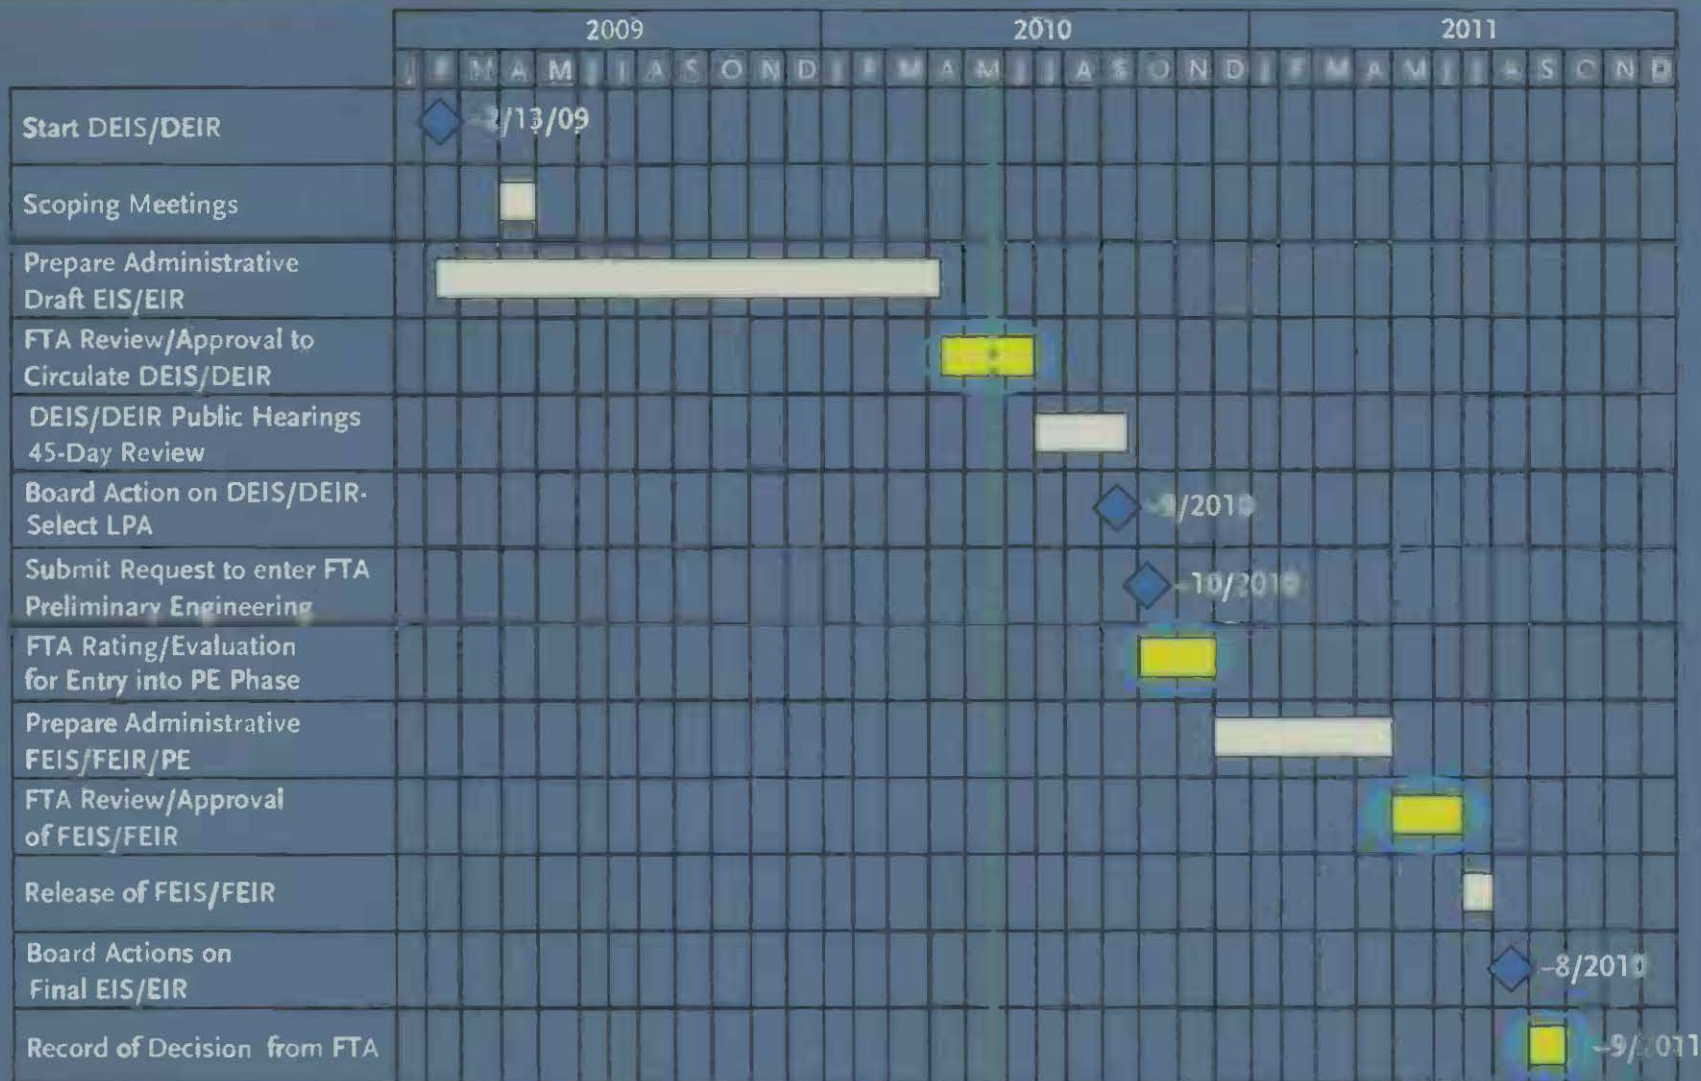 2009 2010 2011
J F M A M J J A S O N D J F M A M J J A S O N D J F M A M J J A S O N D
Start DEIS/DEIR
~2/13/09
Scoping Meetings
Prepare Administrative
Draft EIS/EIR
FTA Review/Approval to
Circulate DEIS/DEIR
DEIS/DEIR Public Hearings
45-Day Review
Board Action on DEIS/DEIR-
Select LPA
~9/2010
Submit Request to enter FTA
Preliminary Engineering
~10/2010
FTA Rating/Evaluation
for Entry into PE Phase
Prepare Administrative
FEIS/FEIR/PE
FTA Review/Approval
of FEIS/FEIR
Release of FEIS/FEIR
Board Actions on
Final EIS/EIR
~8/2010
Record of Decision from FTA
~9/2011